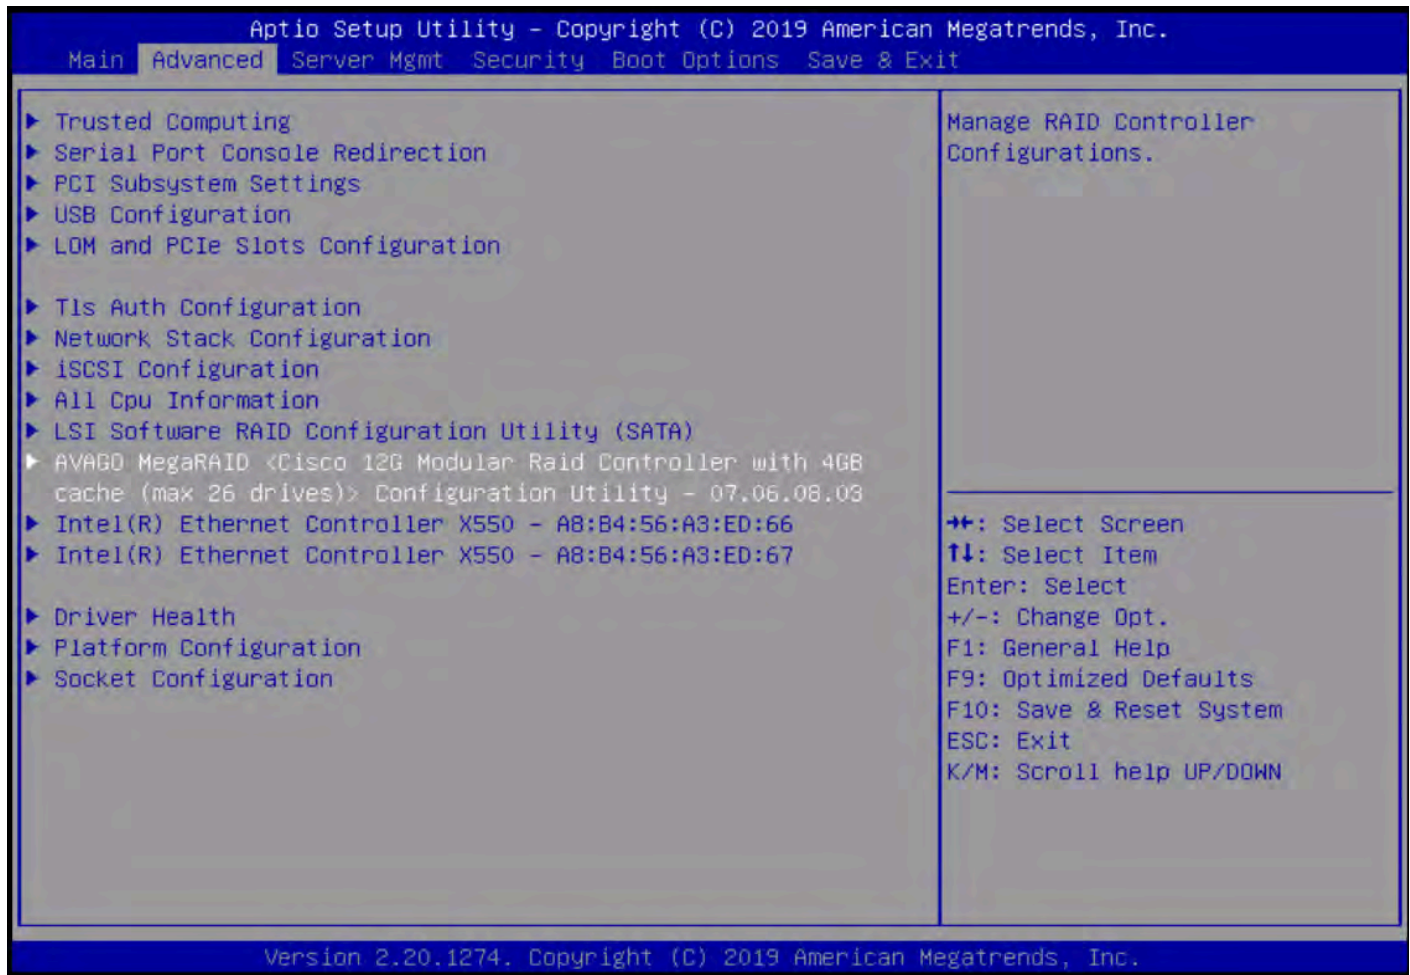 Aptio Setup Utility – Copyright (C) 2019 American Megatrends, Inc.
Main Advanced Server Mgmt Security Boot Options Save & Exit
Trusted Computing
Serial Port Console Redirection
PCI Subsystem Settings
USB Configuration
LOM and PCIe Slots Configuration
Tls Auth Configuration
Network Stack Configuration
iSCSI Configuration
All Cpu Information
LSI Software RAID Configuration Utility (SATA)
AVAGO MegaRAID <Cisco 12G Modular Raid Controller with 4GB
cache (max 26 drives)> Configuration Utility – 07.06.08.03
Intel(R) Ethernet Controller X550 – A8:B4:56:A3:ED:66
Intel(R) Ethernet Controller X550 – A8:B4:56:A3:ED:67
Driver Health
Platform Configuration
Socket Configuration
Manage RAID Controller
Configurations.
→←: Select Screen
↑↓: Select Item
Enter: Select
+/-: Change Opt.
F1: General Help
F9: Optimized Defaults
F10: Save & Reset System
ESC: Exit
K/M: Scroll help UP/DOWN
Version 2.20.1274. Copyright (C) 2019 American Megatrends, Inc.